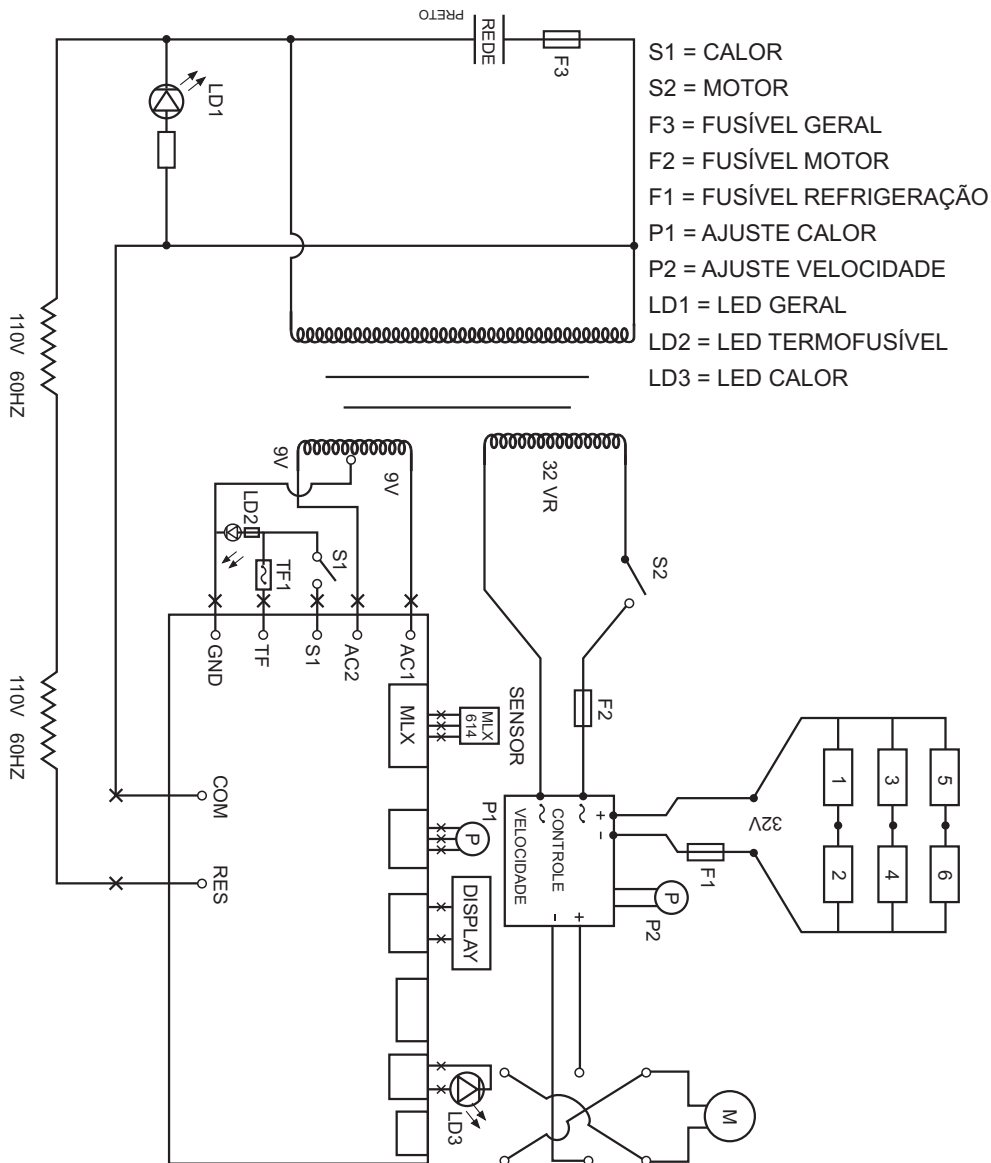 PRETO
REDE
F3
S1 = CALOR
S2 = MOTOR
F3 = FUSÍVEL GERAL
F2 = FUSÍVEL MOTOR
F1 = FUSÍVEL REFRIGERAÇÃO
P1 = AJUSTE CALOR
P2 = AJUSTE VELOCIDADE
LD1 = LED GERAL
LD2 = LED TERMOFUSÍVEL
LD3 = LED CALOR
LD1
110V 60HZ
9V
9V
32 VR
LD2
S1
TF1
S2
GND
TF
S1
AC2
AC1
MLX
MLX
614
SENSOR
F2
110V 60HZ
COM
RES
P1
P
DISPLAY
LD3
~
~
+
-
CONTROLE
VELOCIDADE
-
+
P
P2
F1
32V
1
3
5
2
4
6
M